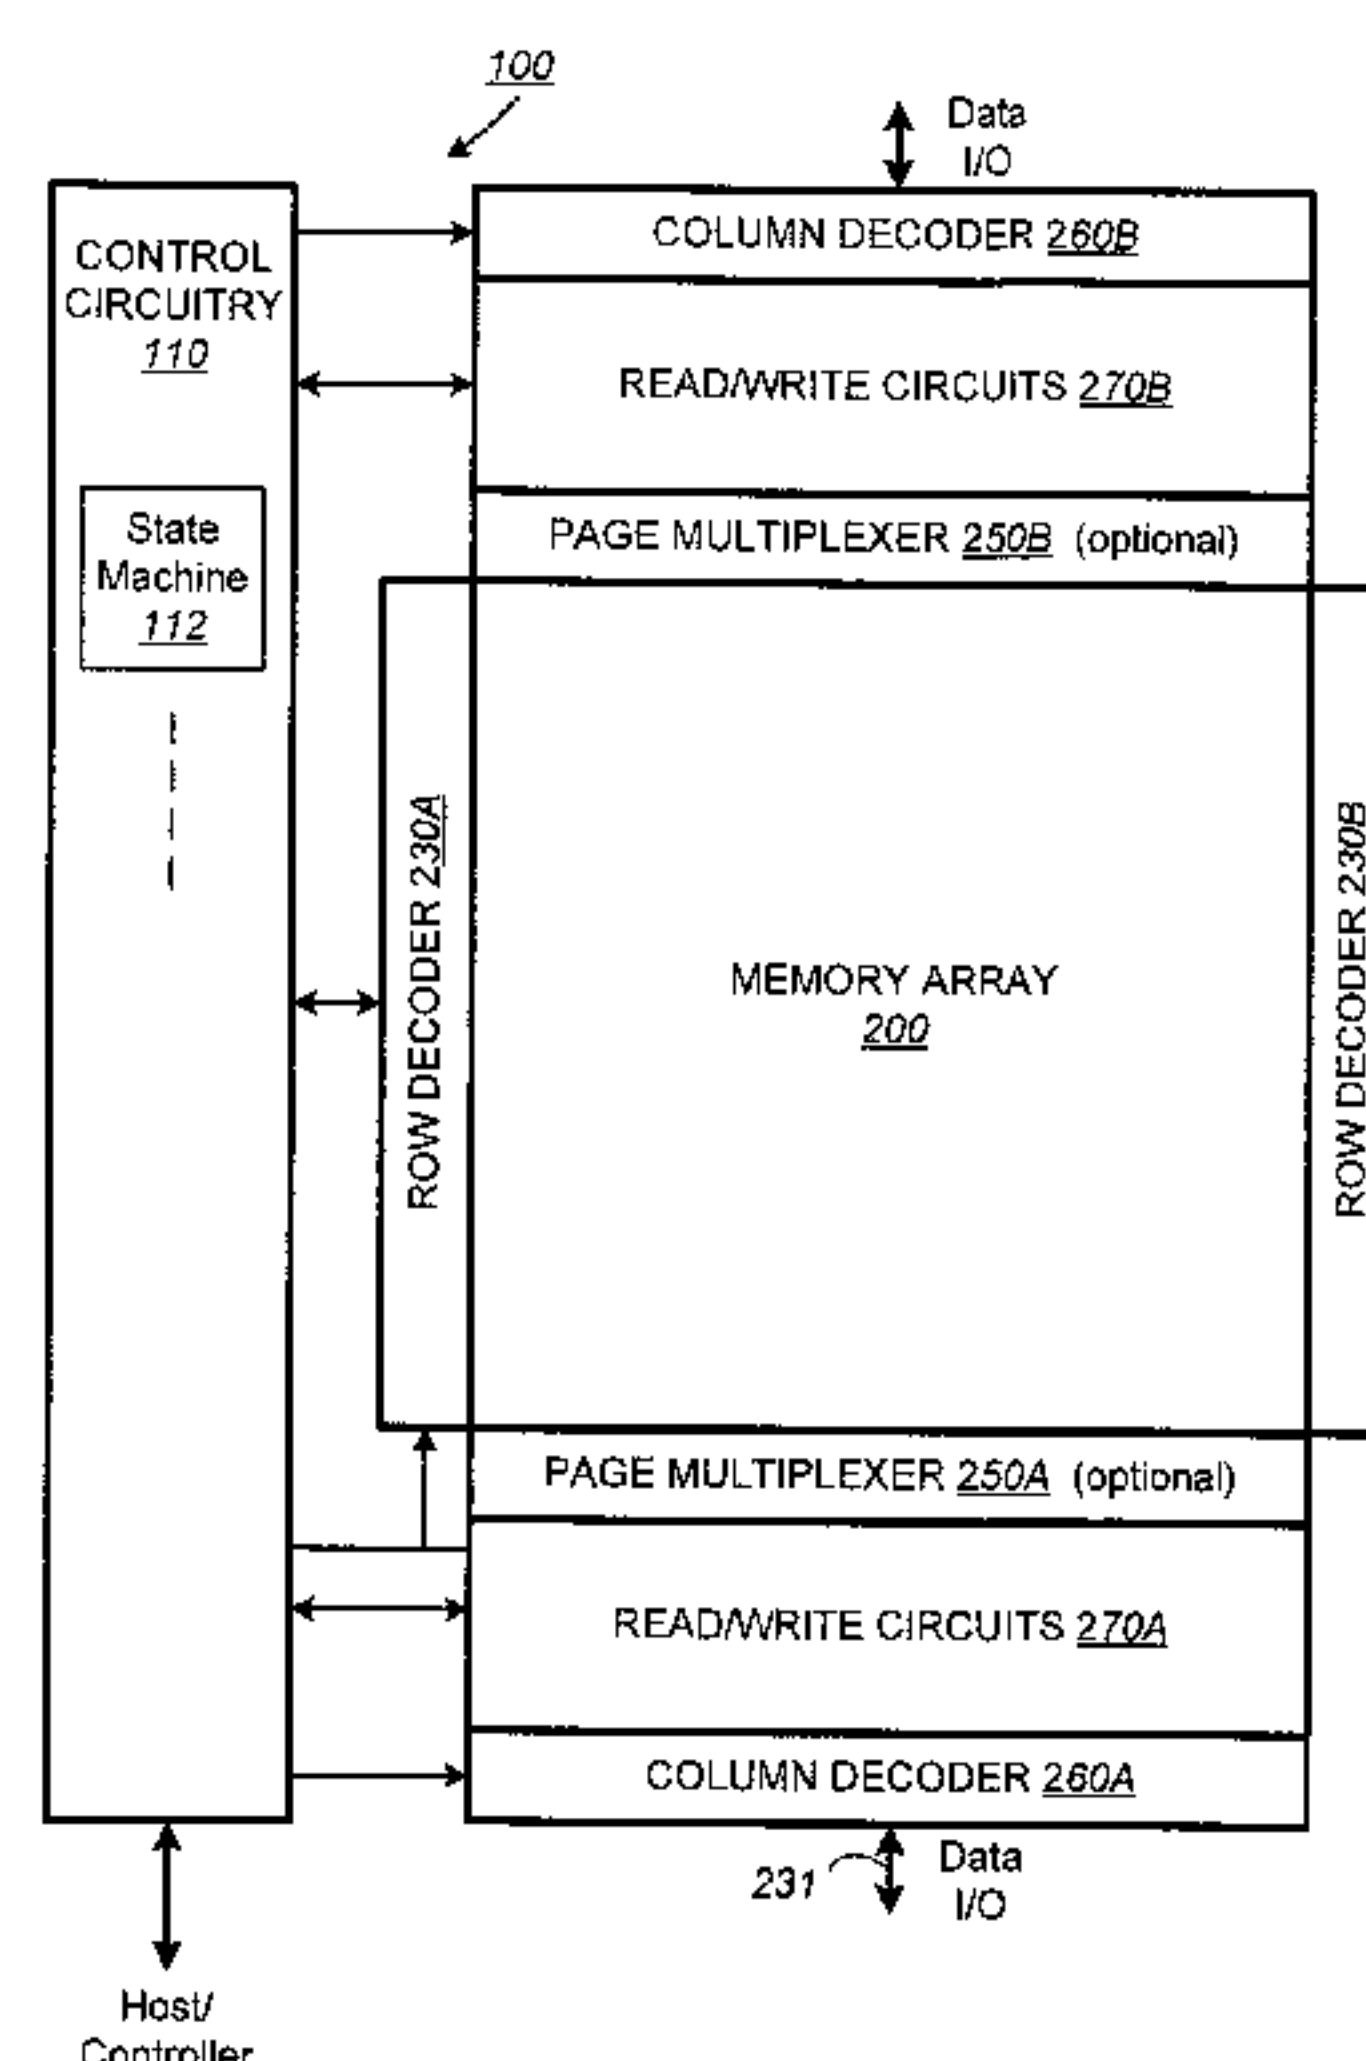 100
Data
I/O
COLUMN DECODER 260B
CONTROL
CIRCUITRY
110
READ/WRITE CIRCUITS 270B
State
Machine
112
PAGE MULTIPLEXER 250B (optional)
ROW DECODER 230A
MEMORY ARRAY
200
ROW DECODER 230B
PAGE MULTIPLEXER 250A (optional)
READ/WRITE CIRCUITS 270A
COLUMN DECODER 260A
231
Data
I/O
Host/
Controller